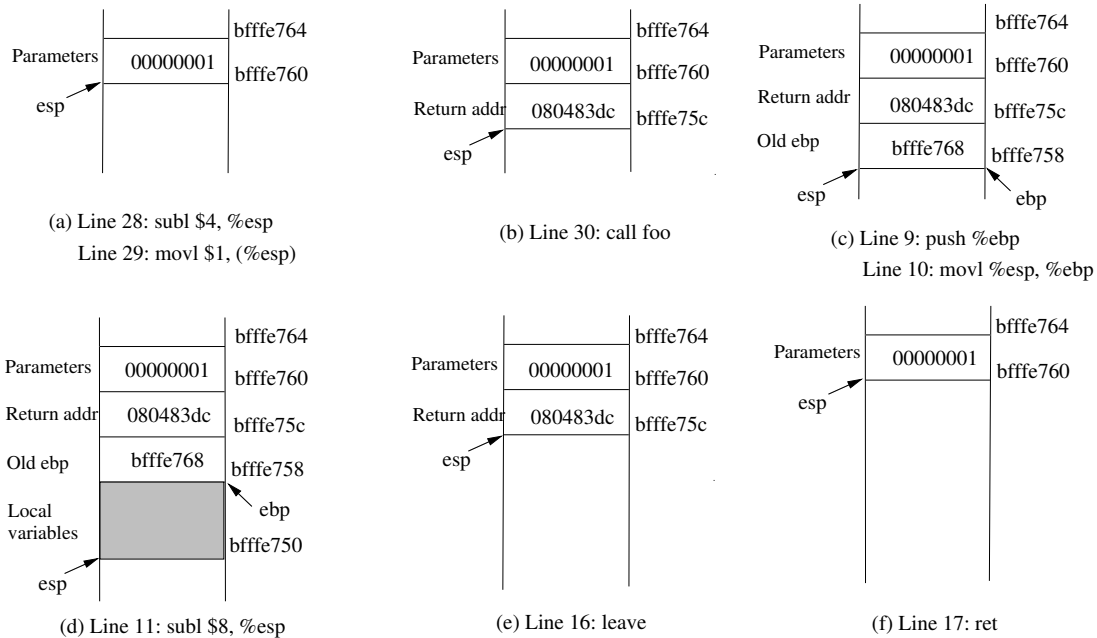 bfffe764
Parameters 00000001 bfffe760
esp
(a) Line 28: subl $4, %esp
Line 29: movl $1, (%esp)
bfffe764
Parameters 00000001 bfffe760
Return addr 080483dc bfffe75c
esp
(b) Line 30: call foo
bfffe764
Parameters 00000001 bfffe760
Return addr 080483dc bfffe75c
Old ebp bfffe768 bfffe758
esp ebp
(c) Line 9: push %ebp
Line 10: movl %esp, %ebp
bfffe764
Parameters 00000001 bfffe760
Return addr 080483dc bfffe75c
Old ebp bfffe768 bfffe758
ebp
Local
variables
bfffe750
esp
(d) Line 11: subl $8, %esp
bfffe764
Parameters 00000001 bfffe760
Return addr 080483dc bfffe75c
esp
(e) Line 16: leave
bfffe764
Parameters 00000001 bfffe760
esp
(f) Line 17: ret